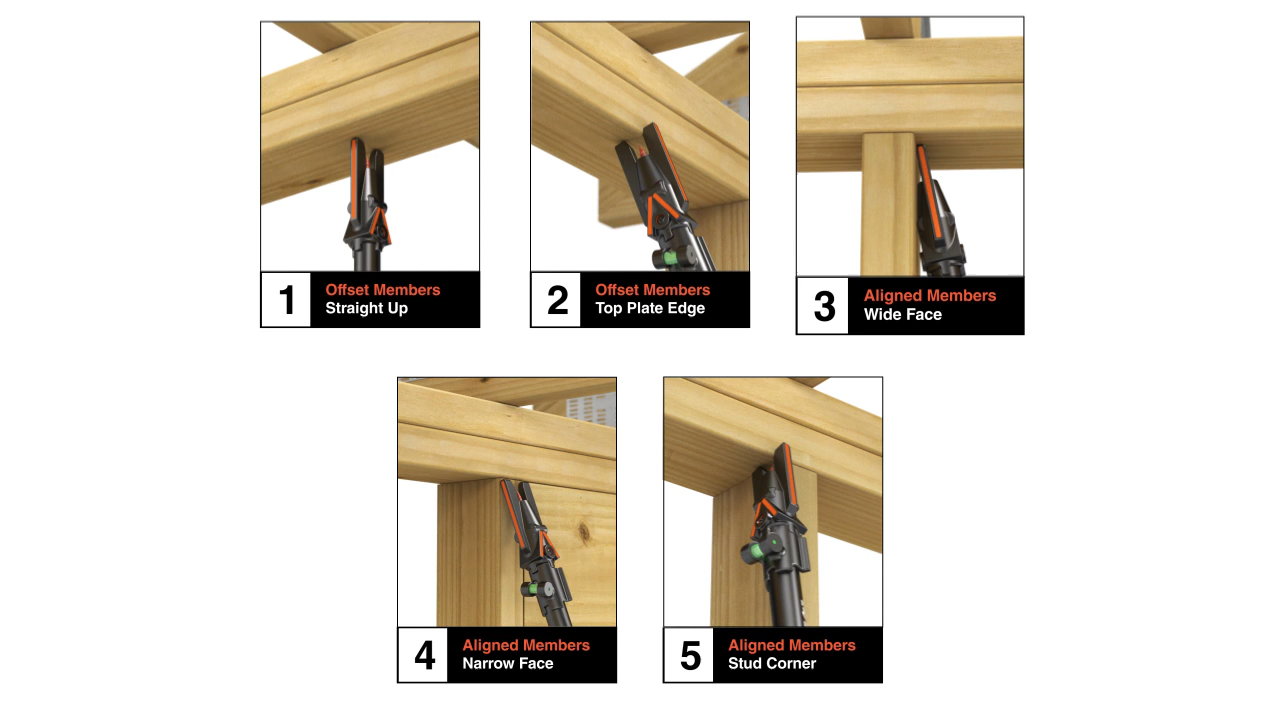 1
Offset Members
Straight Up
2
Offset Members
Top Plate Edge
3
Aligned Members
Wide Face
4
Aligned Members
Narrow Face
5
Aligned Members
Stud Corner